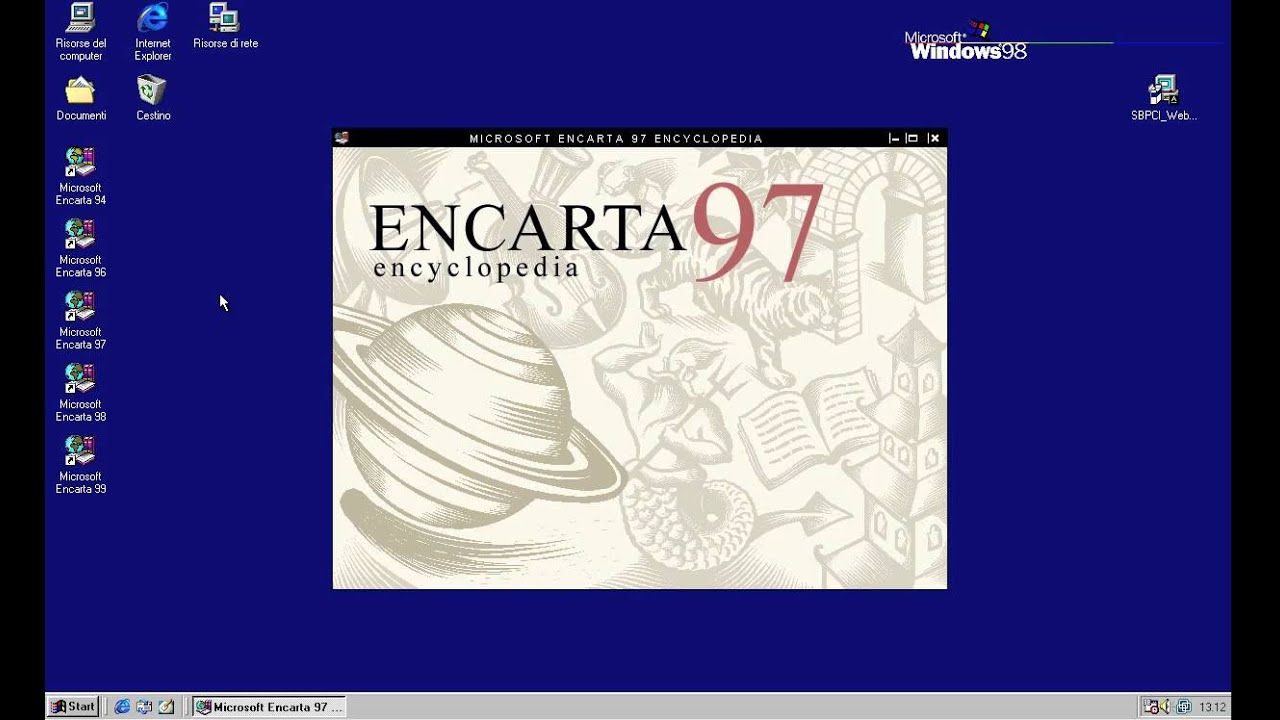 Risorse del
computer
Internet
Explorer
Risorse di rete
Microsoft
Windows 98
Documenti
Cestino
SBPCI_Web...
Microsoft
Encarta 94
Microsoft
Encarta 96
Microsoft
Encarta 97
Microsoft
Encarta 98
Microsoft
Encarta 99
MICROSOFT ENCARTA 97 ENCYCLOPEDIA
ENCARTA 97
encyclopedia
Start
Microsoft Encarta 97 ...
13.12